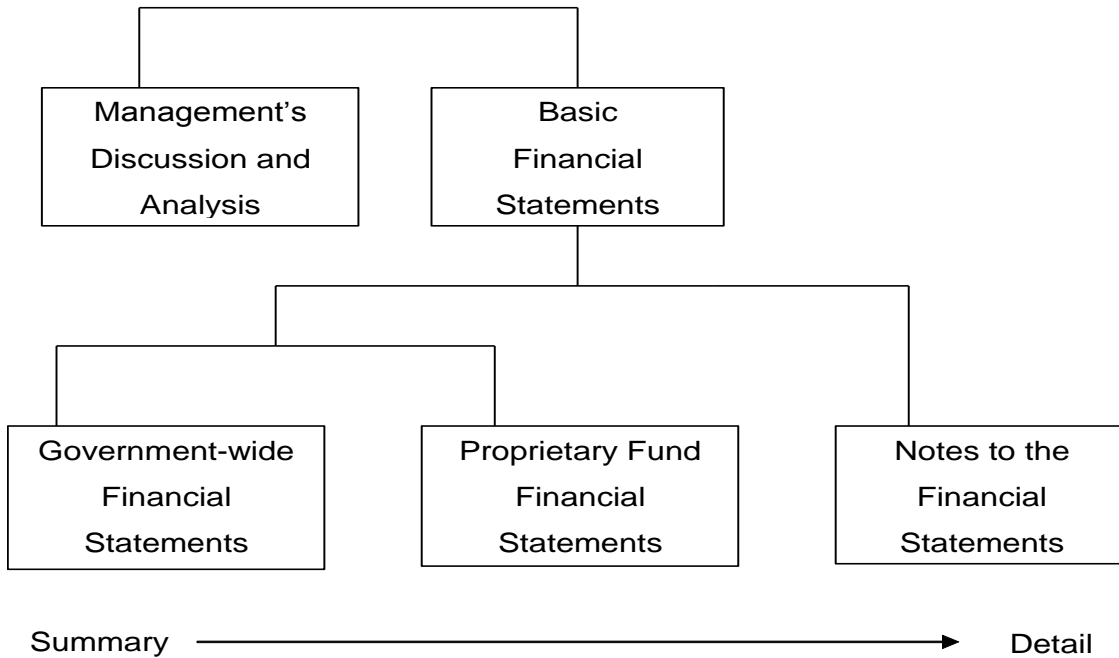 Management’s
Discussion and
Analysis
Basic
Financial
Statements
Government-wide
Financial
Statements
Proprietary Fund
Financial
Statements
Notes to the
Financial
Statements
Summary
Detail